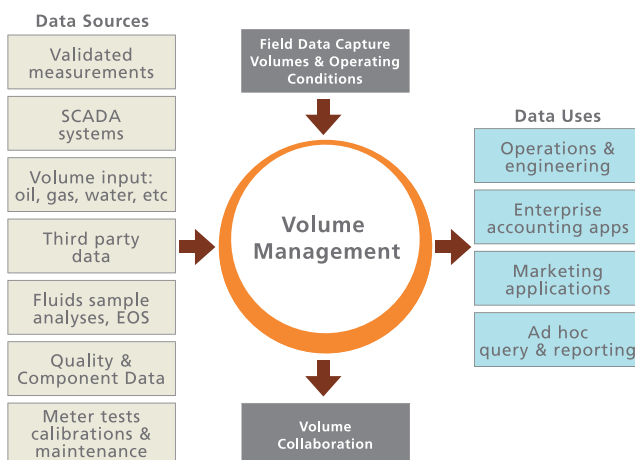 Data Sources
Validated
measurements
SCADA
systems
Volume input:
oil, gas, water, etc
Third party
data
Fluids sample
analyses, EOS
Quality &
Component Data
Meter tests
calibrations &
maintenance
Field Data Capture
Volumes & Operating
Conditions
Volume
Management
Volume
Collaboration
Data Uses
Operations &
engineering
Enterprise
accounting apps
Marketing
applications
Ad hoc
query & reporting